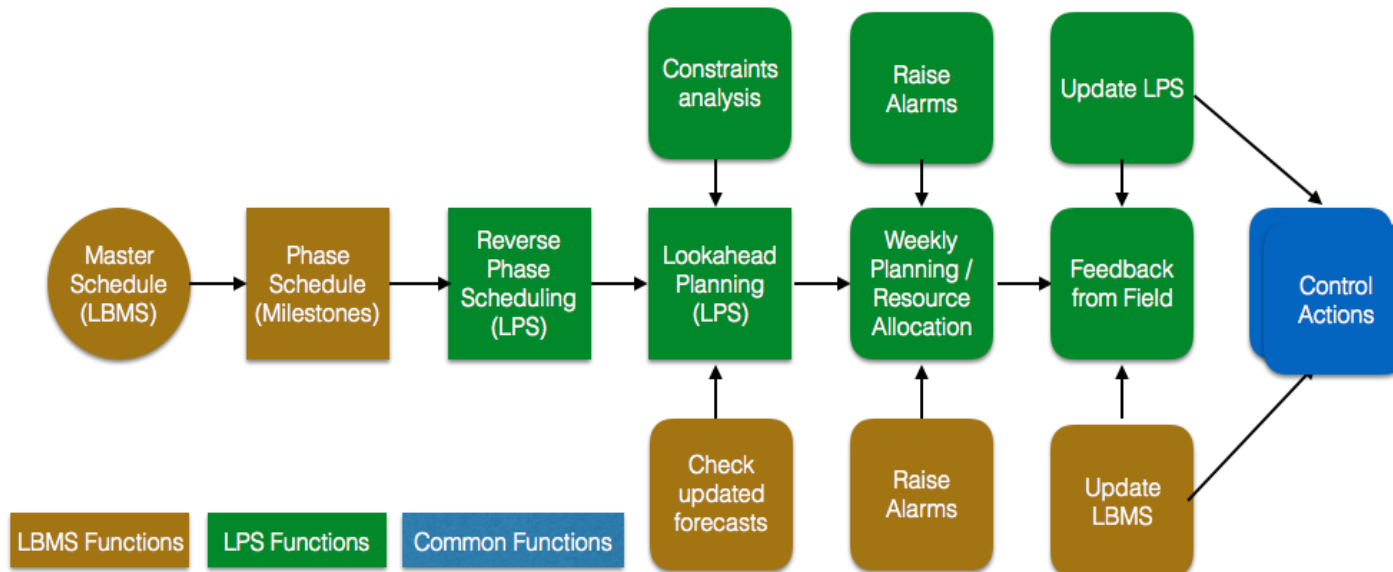 Constraints
analysis
Raise
Alarms
Update LPS
Master
Schedule
(LBMS)
Phase
Schedule
(Milestones)
Reverse
Phase
Scheduling
(LPS)
Lookahead
Planning
(LPS)
Weekly
Planning /
Resource
Allocation
Feedback
from Field
Control
Actions
Check
updated
forecasts
Raise
Alarms
Update
LBMS
LBMS Functions
LPS Functions
Common Functions